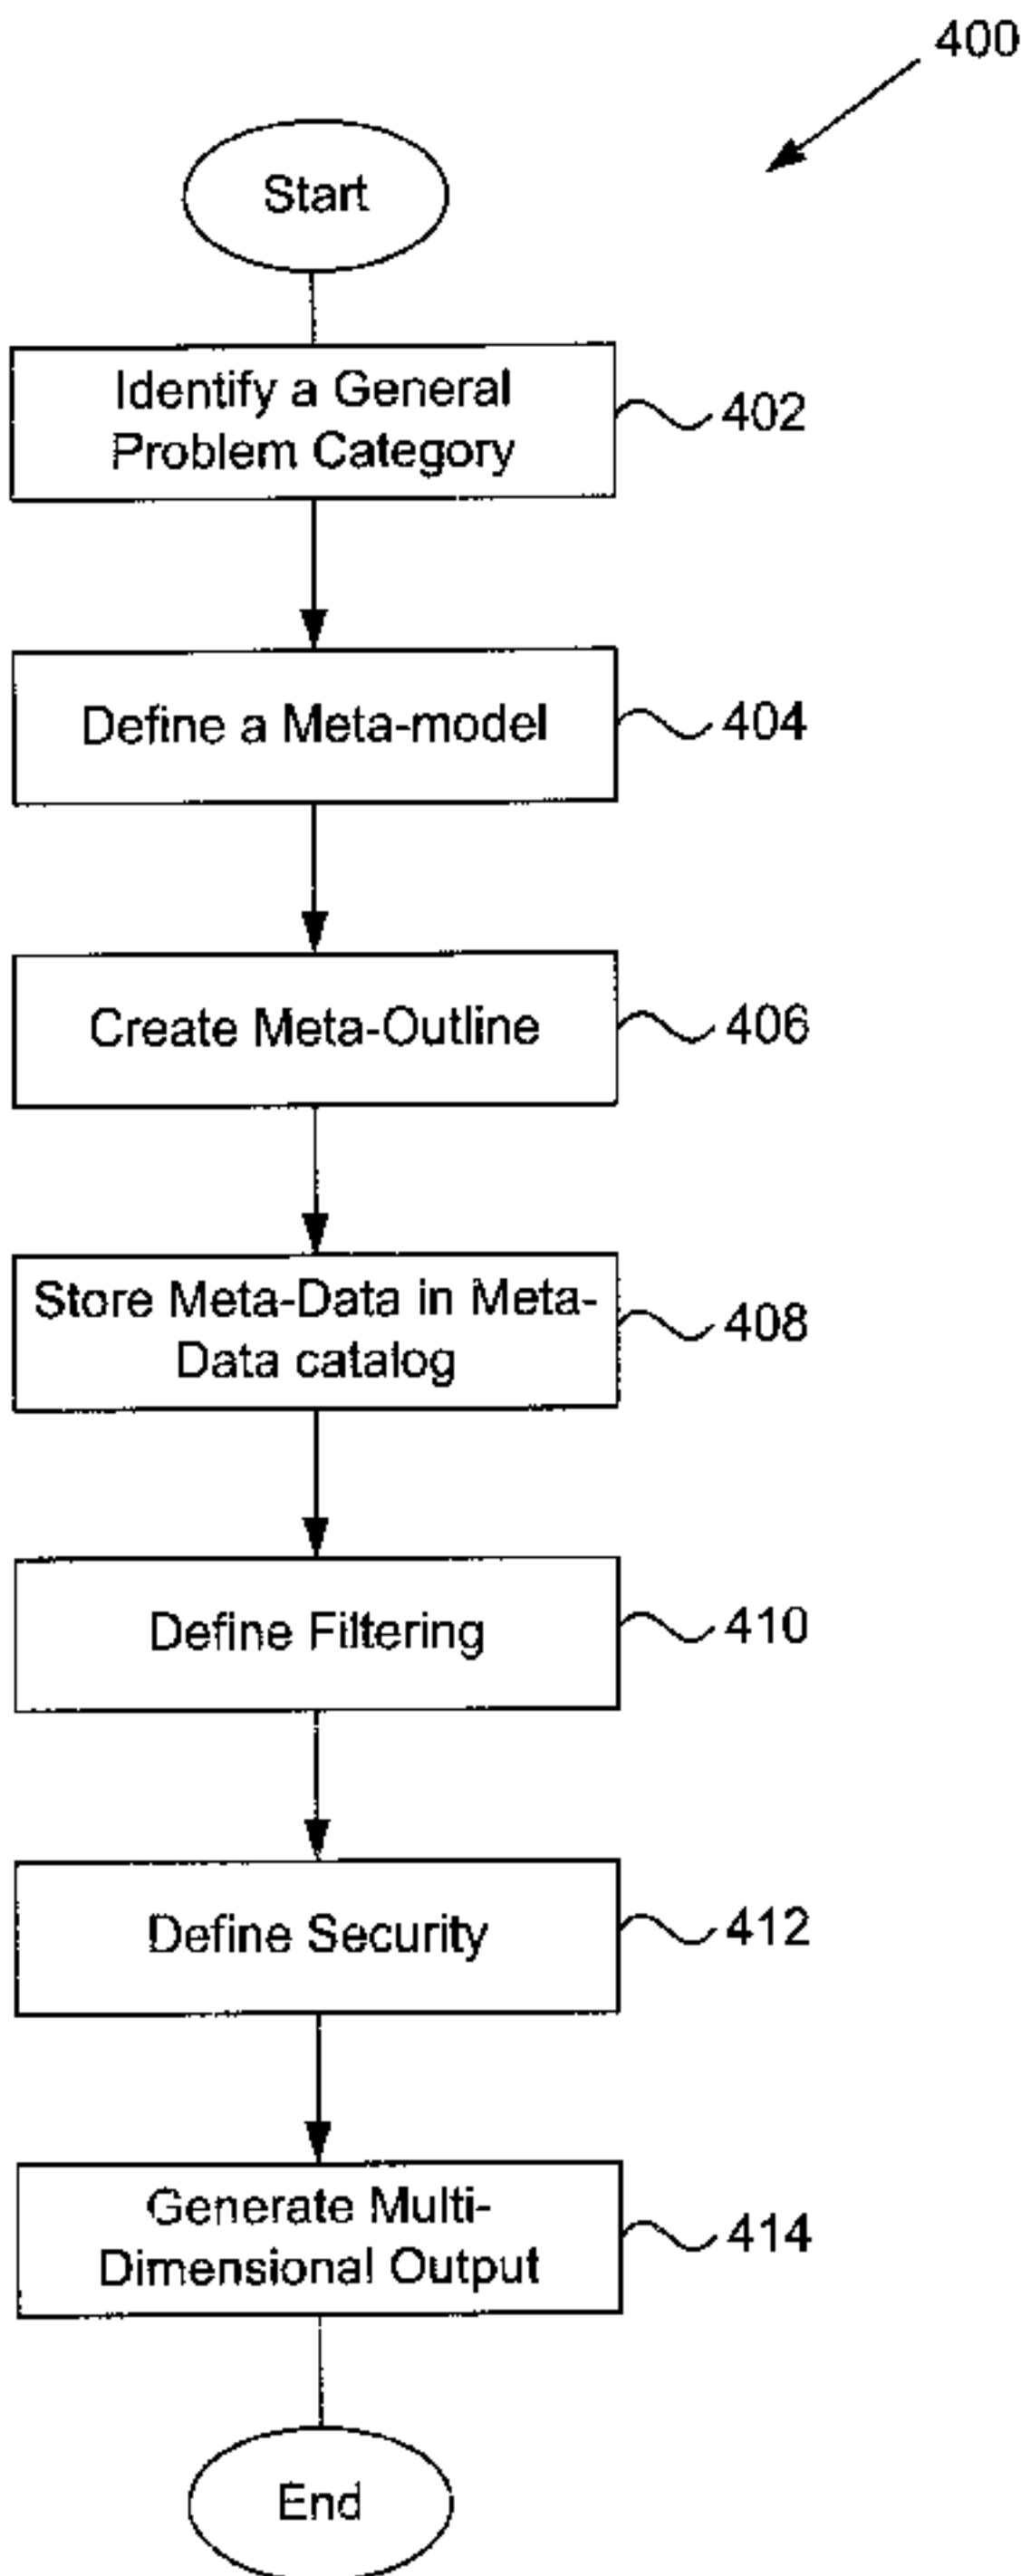 400
Start
Identify a General
Problem Category
402
Define a Meta-model
404
Create Meta-Outline
406
Store Meta-Data in Meta-
Data catalog
408
Define Filtering
410
Define Security
412
Generate Multi-
Dimensional Output
414
End